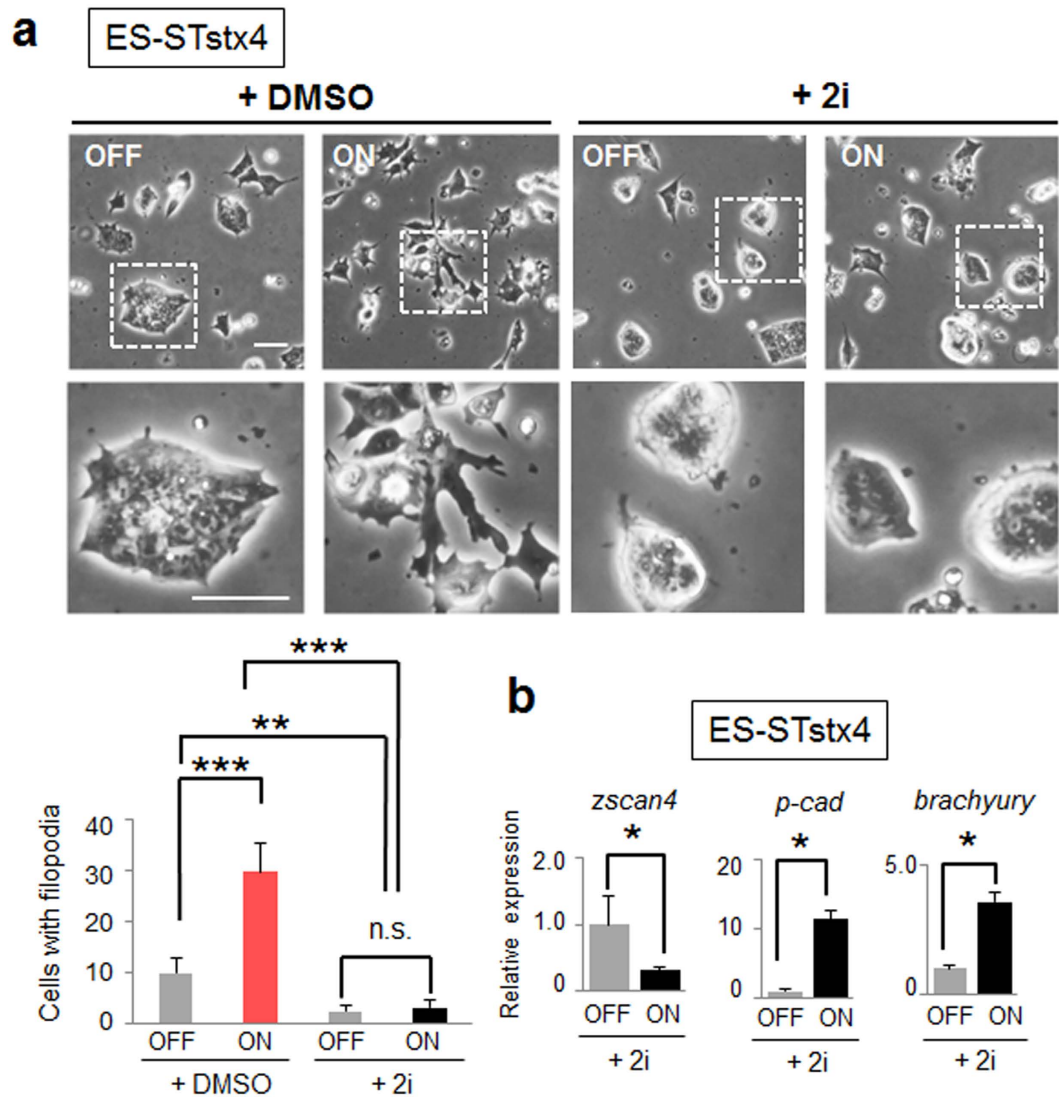 a
ES-STstx4
+ DMSO
+ 2i
OFF
ON
OFF
ON
***
**
***
n.s.
Cells with filopodia
40
30
20
10
0
OFF
ON
OFF
ON
+ DMSO
+ 2i
b
ES-STstx4
zscan4
p-cad
brachyury
*
*
*
Relative expression
2.0
1.0
0
20
10
0
5.0
0
OFF ON
OFF ON
OFF ON
+ 2i
+ 2i
+ 2i